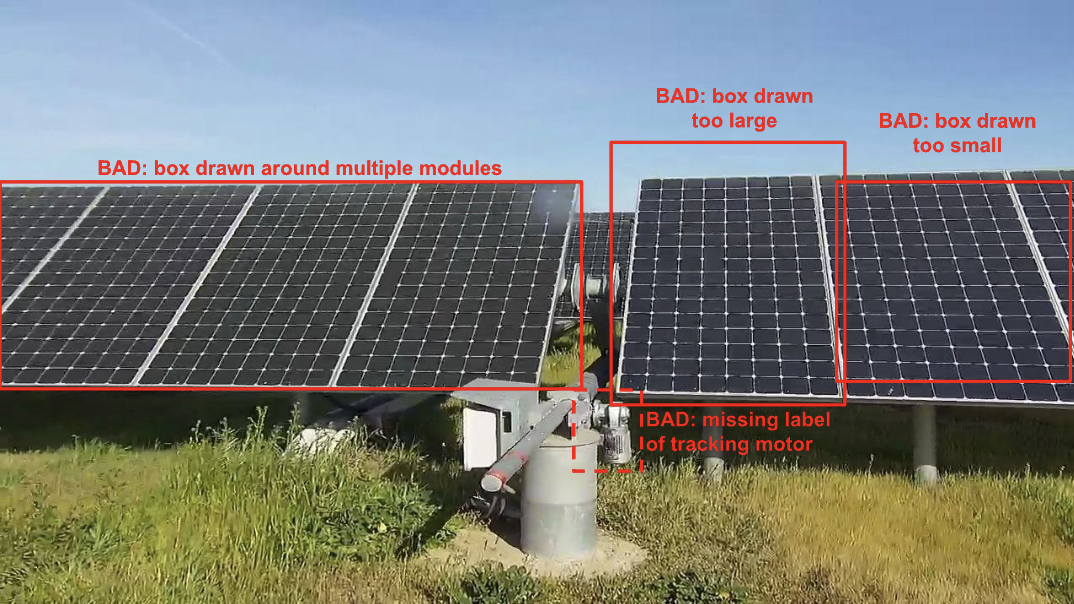 BAD: box drawn
too large
BAD: box drawn
too small
BAD: box drawn around multiple modules
BAD: missing label
of tracking motor